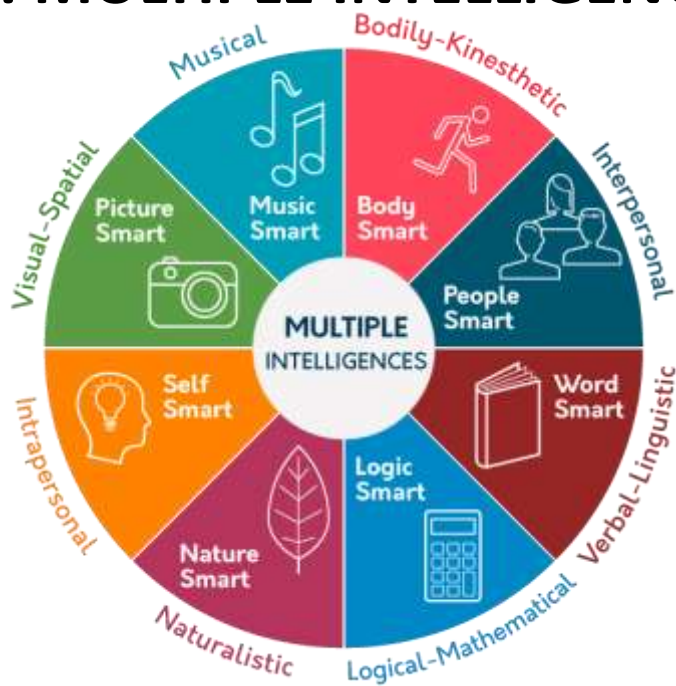 MULTIPLE
INTELLIGENCES
Musical
Music
Smart
Bodily-Kinesthetic
Body
Smart
Interpersonal
People
Smart
Verbal-Linguistic
Word
Smart
Logical-Mathematical
Logic
Smart
Naturalistic
Nature
Smart
Intrapersonal
Self
Smart
Visual-Spatial
Picture
Smart